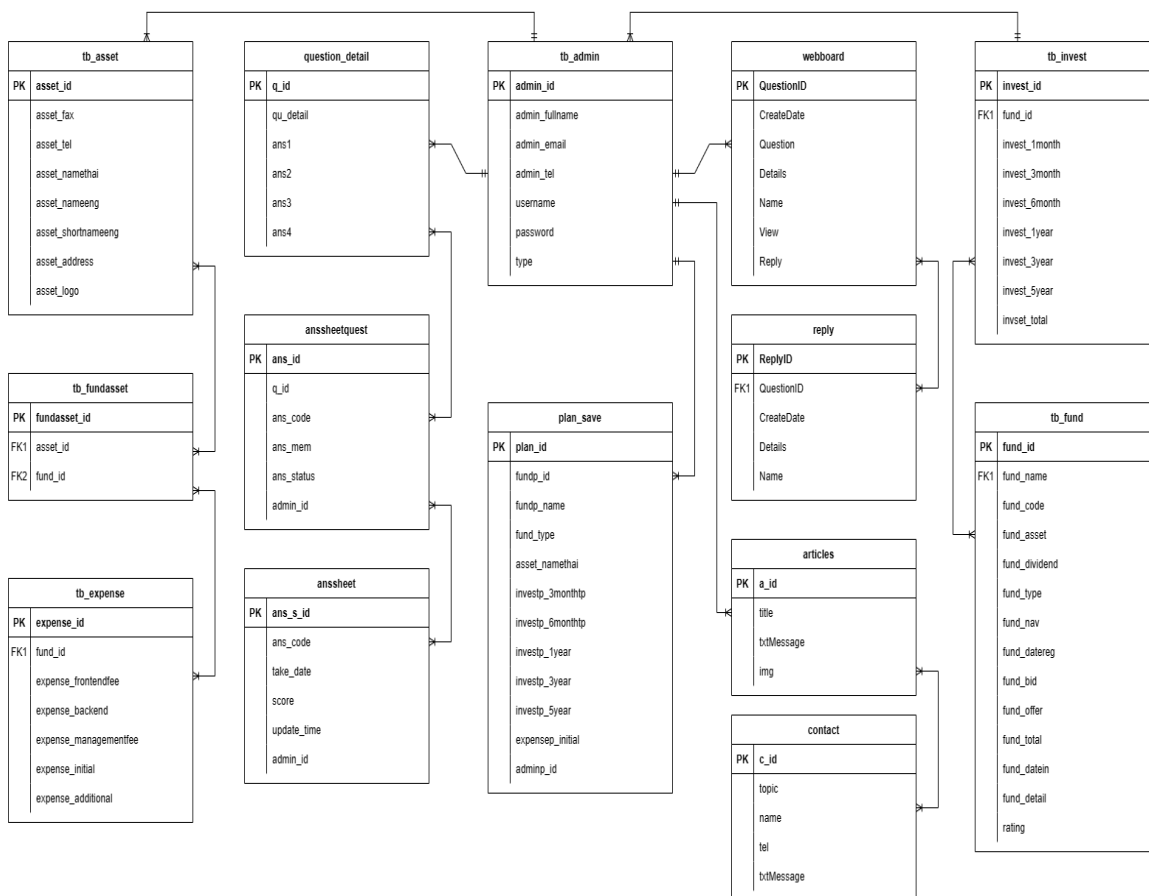 tb_asset
PK asset_id
asset_fax
asset_tel
asset_namethai
asset_nameeng
asset_shortnameeng
asset_address
asset_logo
question_detail
PK q_id
qu_detail
ans1
ans2
ans3
ans4
tb_admin
PK admin_id
admin_fullname
admin_email
admin_tel
username
password
type
webboard
PK QuestionID
CreateDate
Question
Details
Name
View
Reply
tb_invest
PK invest_id
FK1 fund_id
invest_1month
invest_3month
invest_6month
invest_1year
invest_3year
invest_5year
invset_total
tb_fundasset
PK fundasset_id
FK1 asset_id
FK2 fund_id
anssheetquest
PK ans_id
q_id
ans_code
ans_mem
ans_status
admin_id
plan_save
PK plan_id
fundp_id
fundp_name
fund_type
asset_namethai
investp_3monthtp
investp_6monthtp
investp_1year
investp_3year
investp_5year
expensep_initial
adminp_id
reply
PK ReplyID
FK1 QuestionID
CreateDate
Details
Name
tb_fund
PK fund_id
FK1 fund_name
fund_code
fund_asset
fund_dividend
fund_type
fund_nav
fund_datereg
fund_bid
fund_offer
fund_total
fund_datein
fund_detail
rating
tb_expense
PK expense_id
FK1 fund_id
expense_frontendfee
expense_backend
expense_managementfee
expense_initial
expense_additional
anssheet
PK ans_s_id
ans_code
take_date
score
update_time
admin_id
articles
PK a_id
title
txtMessage
img
contact
PK c_id
topic
name
tel
txtMessage